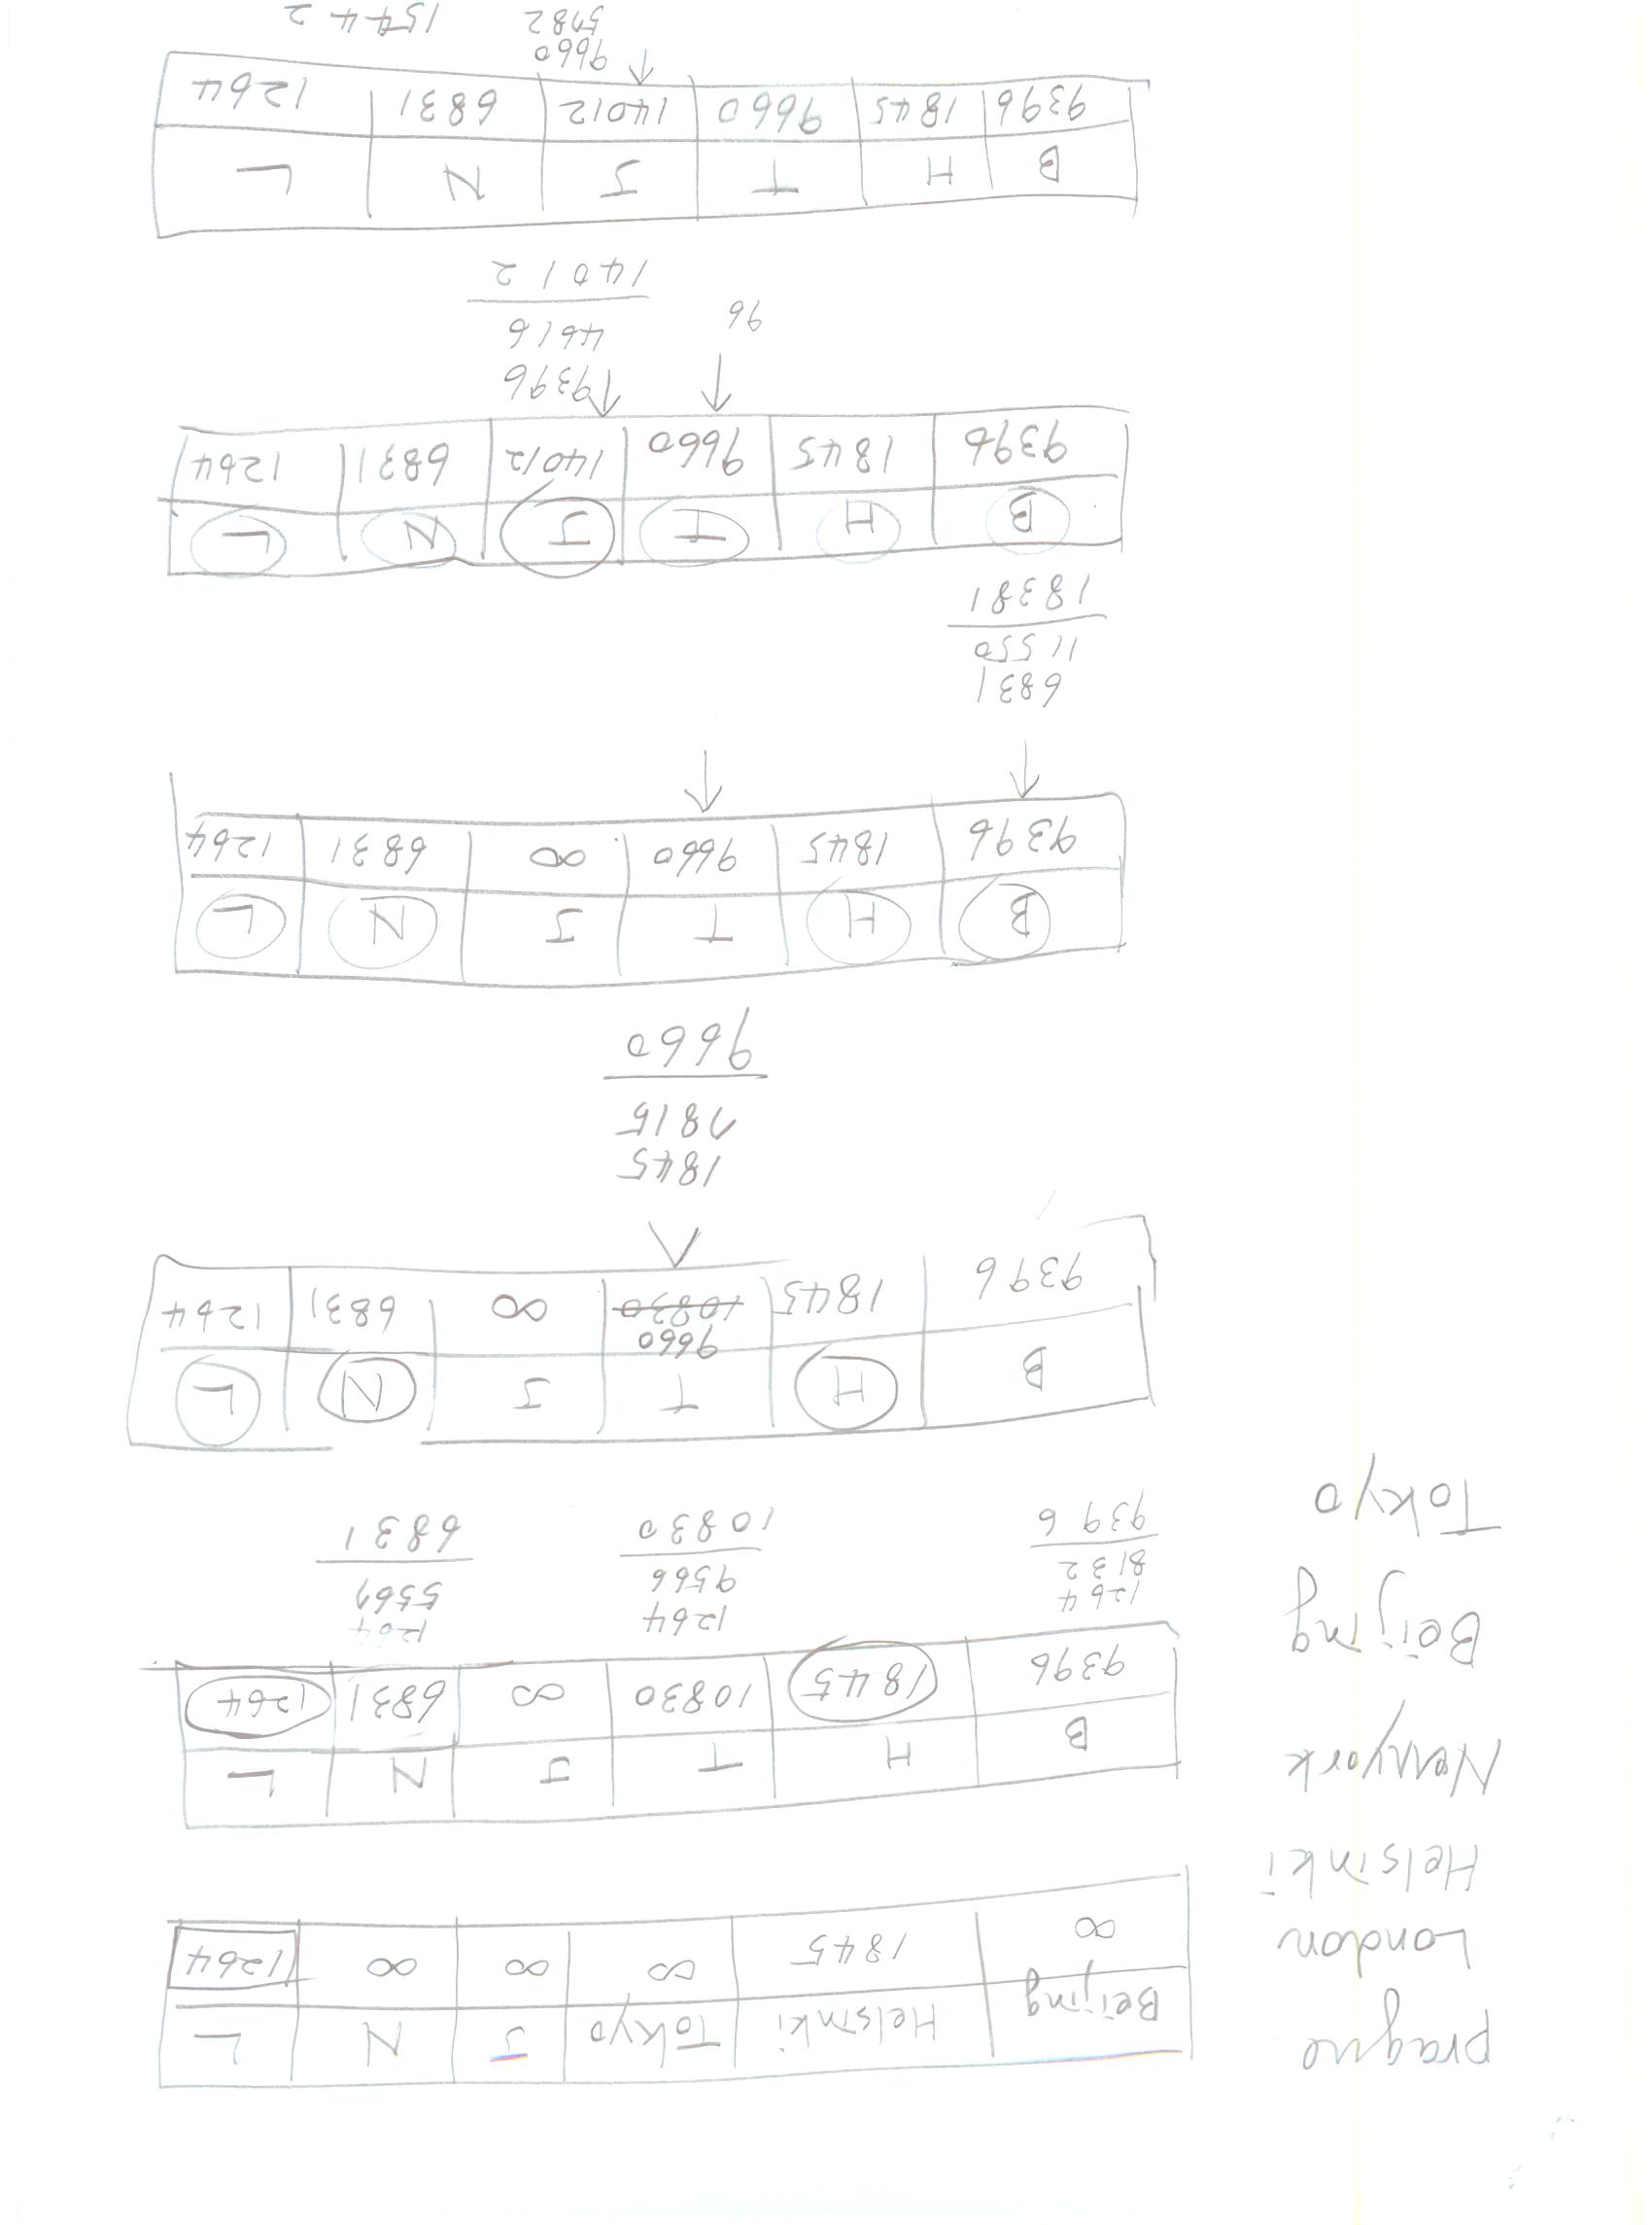 prague
London
Helsinki
Newyork
Beijing
Tokyo
Beijing Helsinki Tokyo J N L
∞ 1845 ∞ ∞ ∞ 1264
B H T J N L
9396 1845 10830 ∞ 6831 1264
1264 1264 1264
8132 9566 5567
9396 10830 6831
B H T J N L
9660
9396 1845 10830 ∞ 6831 1264
1845
7815
9660
B H T J N L
9396 1845 9660 ∞ 6831 1264
6831
11550
18381
B H T J N L
9396 1845 9660 14012 6831 1264
9396
96 4616
14012
B H T J N L
9396 1845 9660 14012 6831 1264
9660
5782 15442